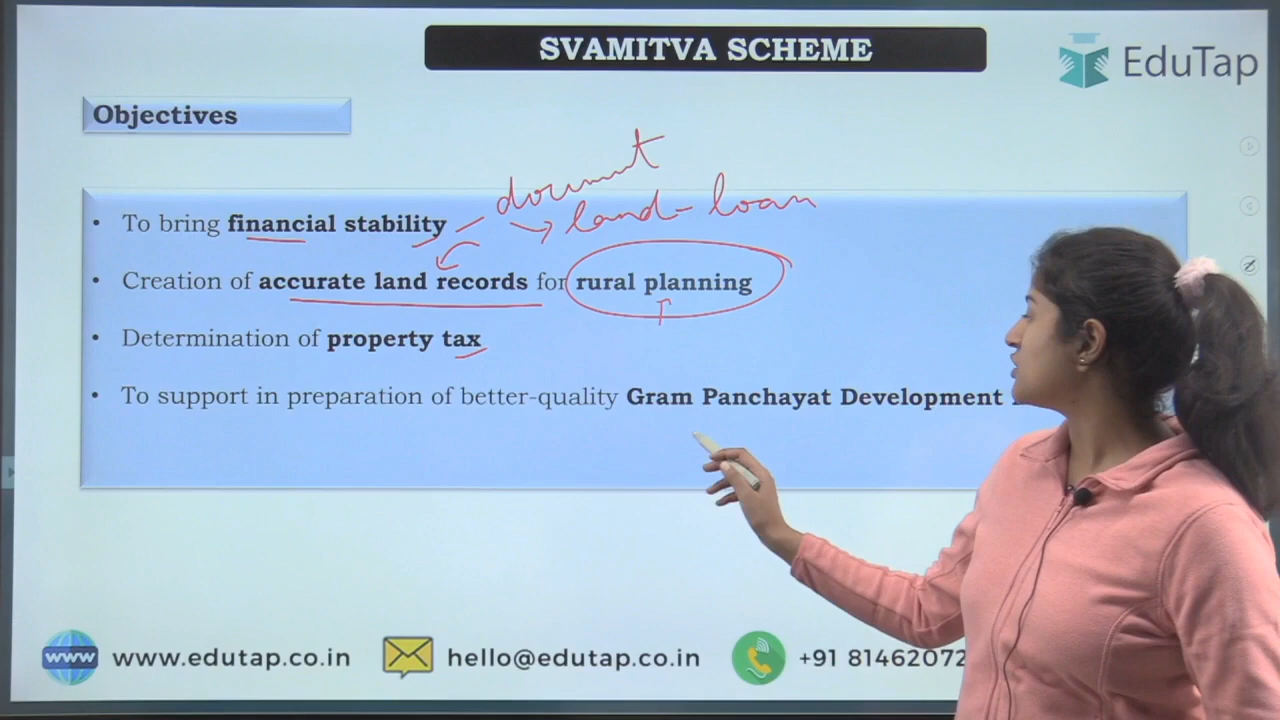 SVAMITVA SCHEME
EduTap
Objectives
document
land-loan
• To bring financial stability
• Creation of accurate land records for rural planning
• Determination of property tax
• To support in preparation of better-quality Gram Panchayat Development
www www.edutap.co.in
hello@edutap.co.in
+91 81462072